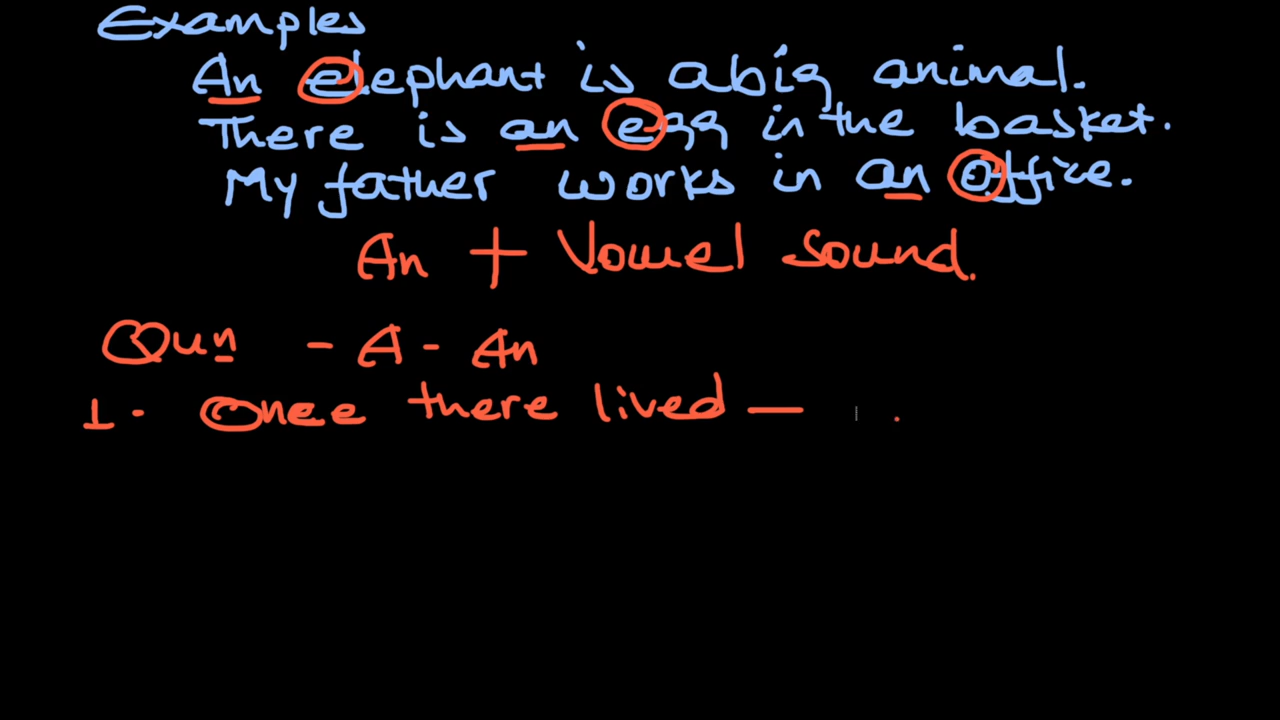 Examples
An elephant is a big animal.
There is an egg in the basket.
My father works in an office.
An + Vowel sound.
Qun - A - An
1. Once there lived — .